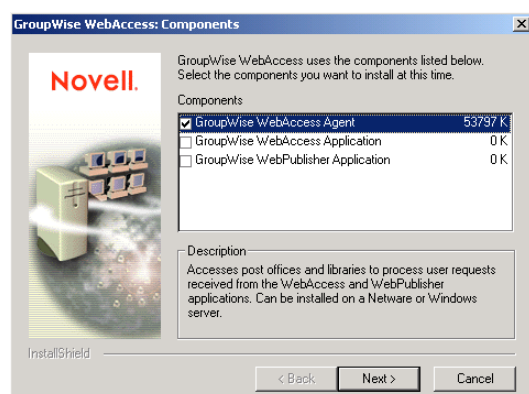 GroupWise WebAccess: Components
Novell.
GroupWise WebAccess uses the components listed below.
Select the components you want to install at this time.
Components
GroupWise WebAccess Agent 53797 K
GroupWise WebAccess Application 0 K
GroupWise WebPublisher Application 0 K
Description
Accesses post offices and libraries to process user requests
received from the WebAccess and WebPublisher
applications. Can be installed on a Netware or Windows
server.
InstallShield
< Back
Next >
Cancel